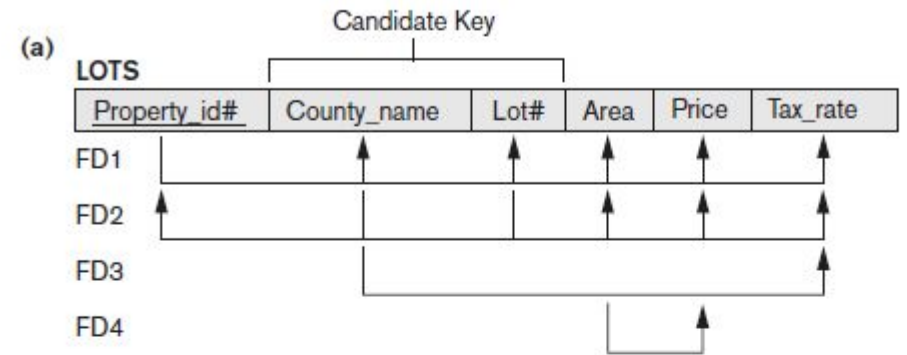 Candidate Key
(a)
LOTS
Property_id# County_name Lot# Area Price Tax_rate
FD1
FD2
FD3
FD4